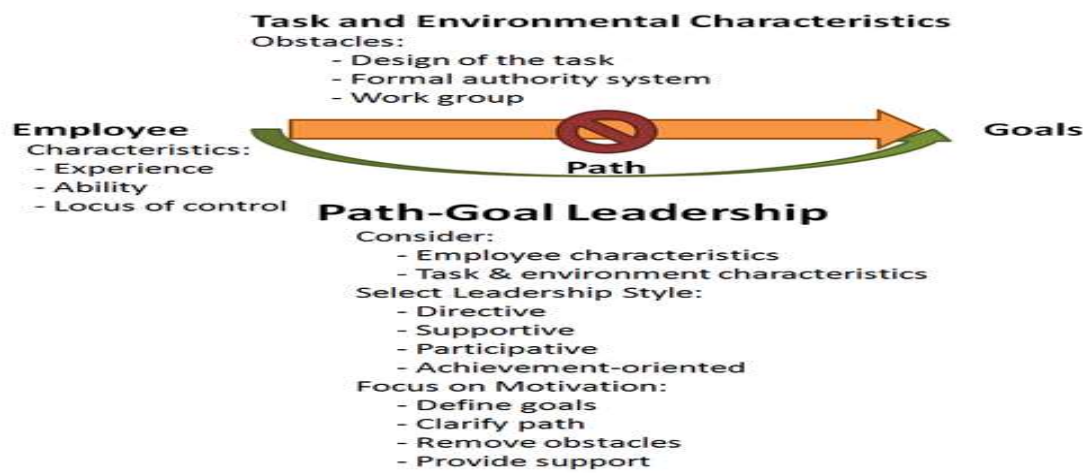 Task and Environmental Characteristics
Obstacles:
- Design of the task
- Formal authority system
- Work group
Employee
Characteristics:
- Experience
- Ability
- Locus of control
Path
Goals
Path-Goal Leadership
Consider:
- Employee characteristics
- Task & environment characteristics
Select Leadership Style:
- Directive
- Supportive
- Participative
- Achievement-oriented
Focus on Motivation:
- Define goals
- Clarify path
- Remove obstacles
- Provide support